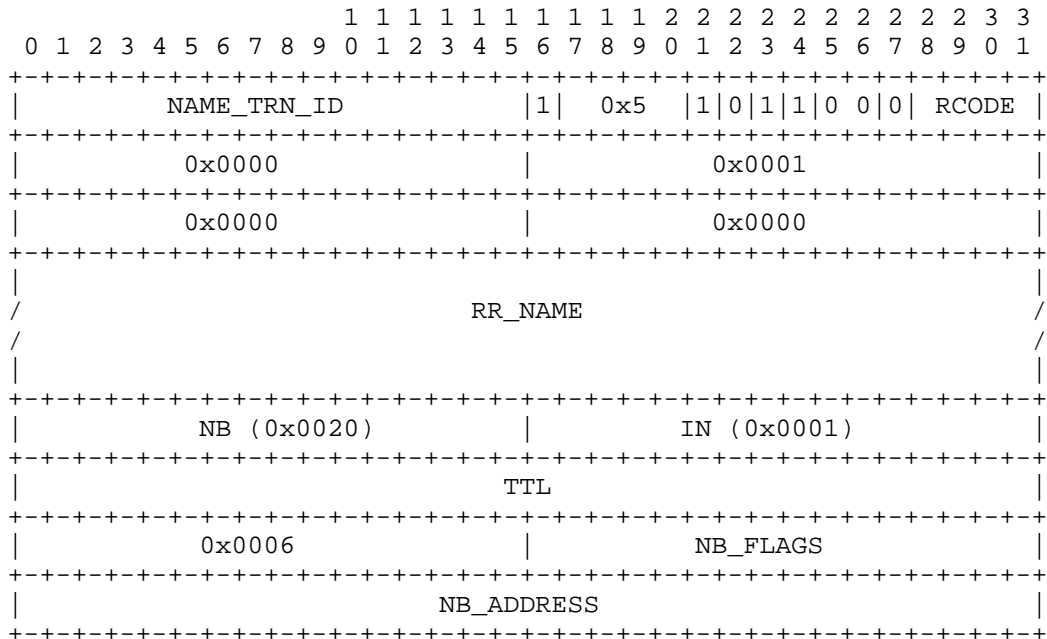 1 1 1 1 1 1 1 1 1 1 2 2 2 2 2 2 2 2 2 2 3 3
 0 1 2 3 4 5 6 7 8 9 0 1 2 3 4 5 6 7 8 9 0 1 2 3 4 5 6 7 8 9 0 1
+-+-+-+-+-+-+-+-+-+-+-+-+-+-+-+-+-+-+-+-+-+-+-+-+-+-+-+-+-+-+-+-+
|         NAME_TRN_ID           |1|  0x5  |1|0|1|1|0 0|0| RCODE |
+-+-+-+-+-+-+-+-+-+-+-+-+-+-+-+-+-+-+-+-+-+-+-+-+-+-+-+-+-+-+-+-+
|          0x0000               |           0x0001              |
+-+-+-+-+-+-+-+-+-+-+-+-+-+-+-+-+-+-+-+-+-+-+-+-+-+-+-+-+-+-+-+-+
|          0x0000               |           0x0000              |
+-+-+-+-+-+-+-+-+-+-+-+-+-+-+-+-+-+-+-+-+-+-+-+-+-+-+-+-+-+-+-+-+
|                                                               |
/                            RR_NAME                            /
/                                                               /
|                                                               |
+-+-+-+-+-+-+-+-+-+-+-+-+-+-+-+-+-+-+-+-+-+-+-+-+-+-+-+-+-+-+-+-+
|           NB (0x0020)         |         IN (0x0001)           |
+-+-+-+-+-+-+-+-+-+-+-+-+-+-+-+-+-+-+-+-+-+-+-+-+-+-+-+-+-+-+-+-+
|                              TTL                              |
+-+-+-+-+-+-+-+-+-+-+-+-+-+-+-+-+-+-+-+-+-+-+-+-+-+-+-+-+-+-+-+-+
|           0x0006              |          NB_FLAGS             |
+-+-+-+-+-+-+-+-+-+-+-+-+-+-+-+-+-+-+-+-+-+-+-+-+-+-+-+-+-+-+-+-+
|                          NB_ADDRESS                           |
+-+-+-+-+-+-+-+-+-+-+-+-+-+-+-+-+-+-+-+-+-+-+-+-+-+-+-+-+-+-+-+-+